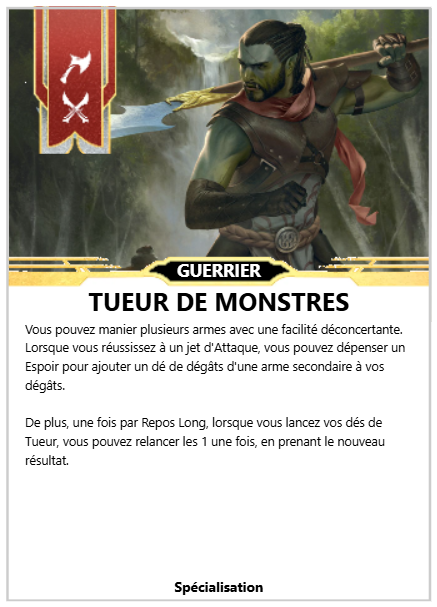 GUERRIER
TUEUR DE MONSTRES
Vous pouvez manier plusieurs armes avec une facilité déconcertante.
Lorsque vous réussissez à un jet d'Attaque, vous pouvez dépenser un
Espoir pour ajouter un dé de dégâts d'une arme secondaire à vos
dégâts.
De plus, une fois par Repos Long, lorsque vous lancez vos dés de
Tueur, vous pouvez relancer les 1 une fois, en prenant le nouveau
résultat.
Spécialisation